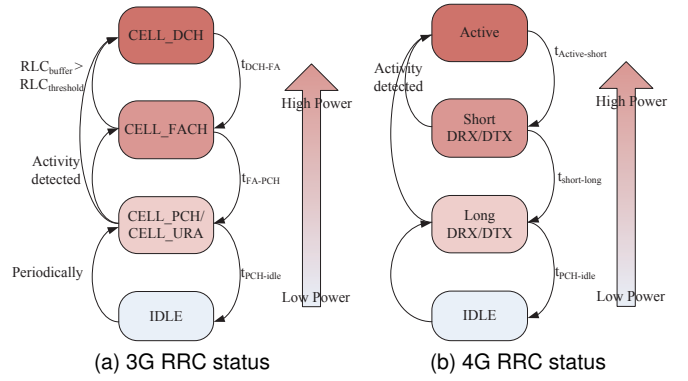 CELL_DCH
RLCbuffer >
RLCthreshold
tDCH-FA
High Power
CELL_FACH
Activity
detected
tFA-PCH
CELL_PCH/
CELL_URA
Periodically
tPCH-idle
Low Power
IDLE
(a) 3G RRC status
Active
Activity
detected
tActive-short
High Power
Short
DRX/DTX
tshort-long
Long
DRX/DTX
tPCH-idle
Low Power
IDLE
(b) 4G RRC status